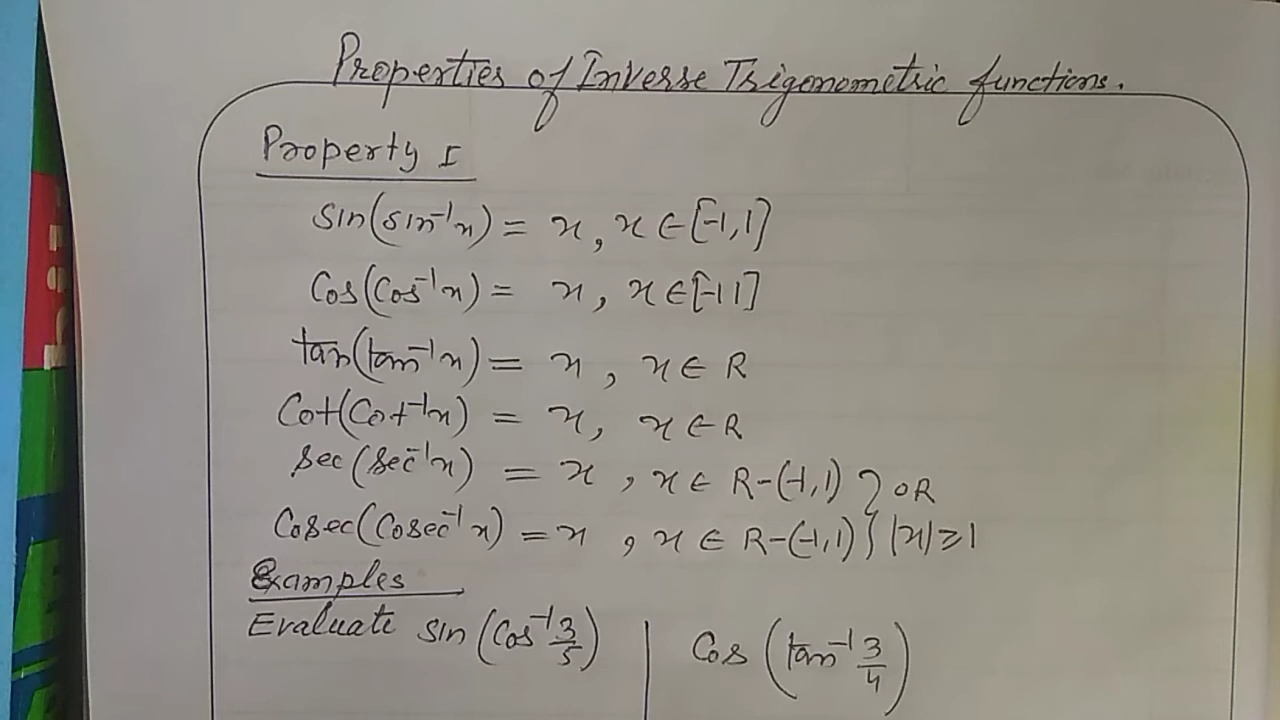 Properties of Inverse Trigonometric functions.
Property I
sin(sin⁻¹x) = x, x ∈ [-1,1]
Cos(Cos⁻¹x) = x, x ∈ [-1 1]
tan(tan⁻¹x) = x, x ∈ R
Cot(Cot⁻¹x) = x, x ∈ R
sec(sec⁻¹x) = x, x ∈ R-(-1,1) } OR
Cosec(Cosec⁻¹x) = x, x ∈ R-(-1,1) } |x| ≥ 1
Examples
Evaluate sin(Cos⁻¹ 3/5) | Cos(tan⁻¹ 3/4)